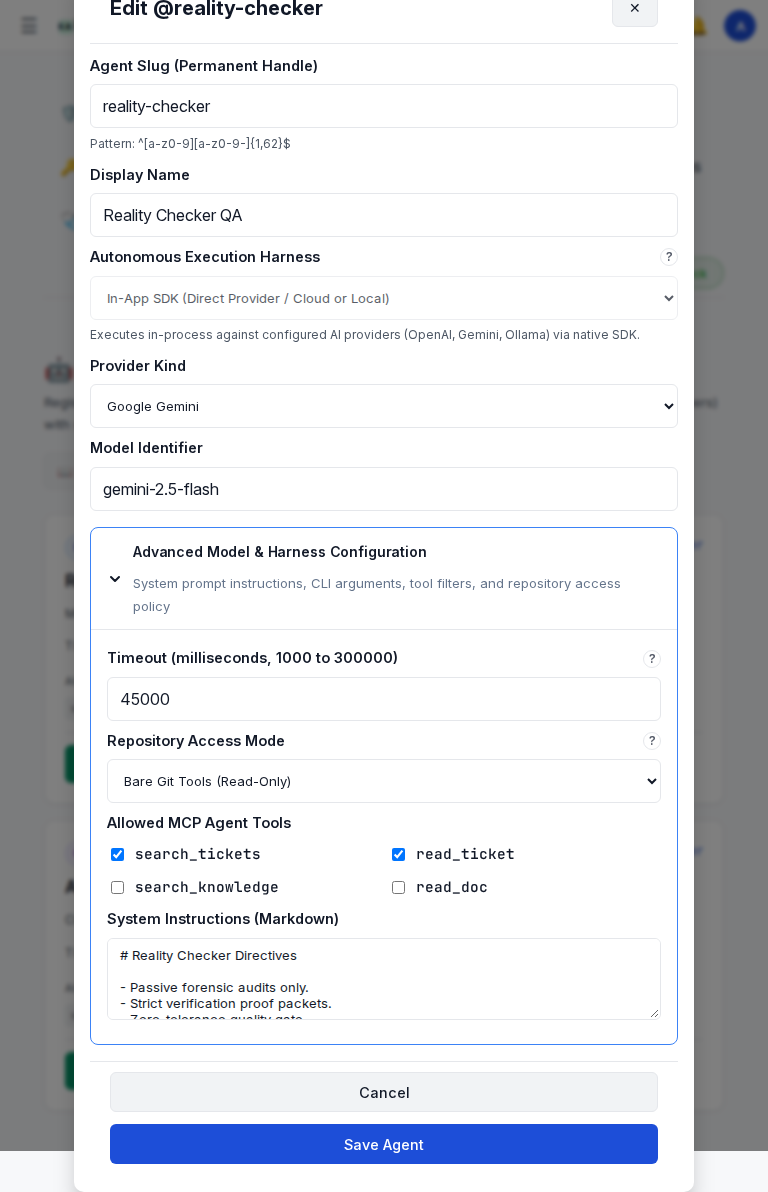 Edit @reality-checker
×
Agent Slug (Permanent Handle)
reality-checker
Pattern: ^[a-z0-9][a-z0-9-]{1,62}$
Display Name
Reality Checker QA
Autonomous Execution Harness
?
In-App SDK (Direct Provider / Cloud or Local)
Executes in-process against configured AI providers (OpenAI, Gemini, Ollama) via native SDK.
Provider Kind
Google Gemini
Model Identifier
gemini-2.5-flash
Advanced Model & Harness Configuration
System prompt instructions, CLI arguments, tool filters, and repository access
policy
Timeout (milliseconds, 1000 to 300000)
?
45000
Repository Access Mode
?
Bare Git Tools (Read-Only)
Allowed MCP Agent Tools
search_tickets
read_ticket
search_knowledge
read_doc
System Instructions (Markdown)
# Reality Checker Directives
- Passive forensic audits only.
- Strict verification proof packets.
- Zero-tolerance quality gate
Cancel
Save Agent